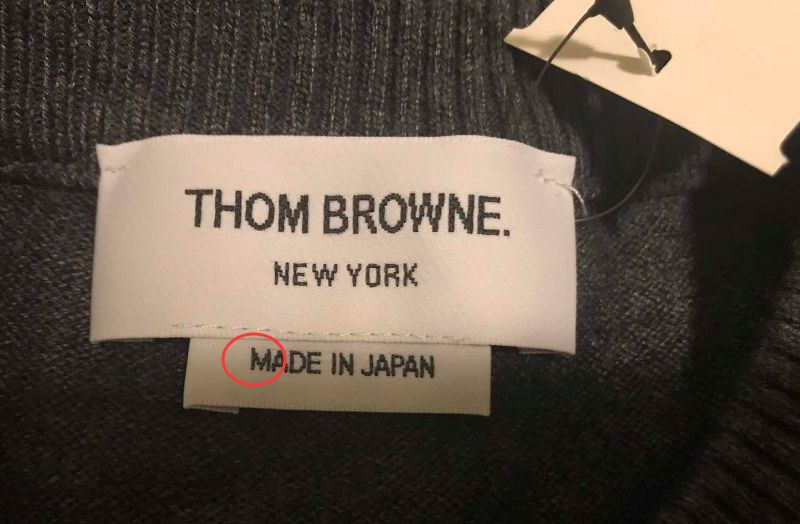 THOM BROWNE.
NEW YORK
MADE IN JAPAN